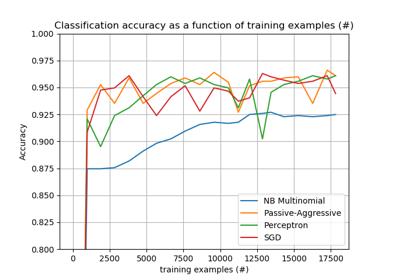 Classification accuracy as a function of training examples (#)
1.000
0.975
0.950
0.925
0.900
0.875
0.850
0.825
0.800
Accuracy
NB Multinomial
Passive-Aggressive
Perceptron
SGD
0 2500 5000 7500 10000 12500 15000 17500
training examples (#)